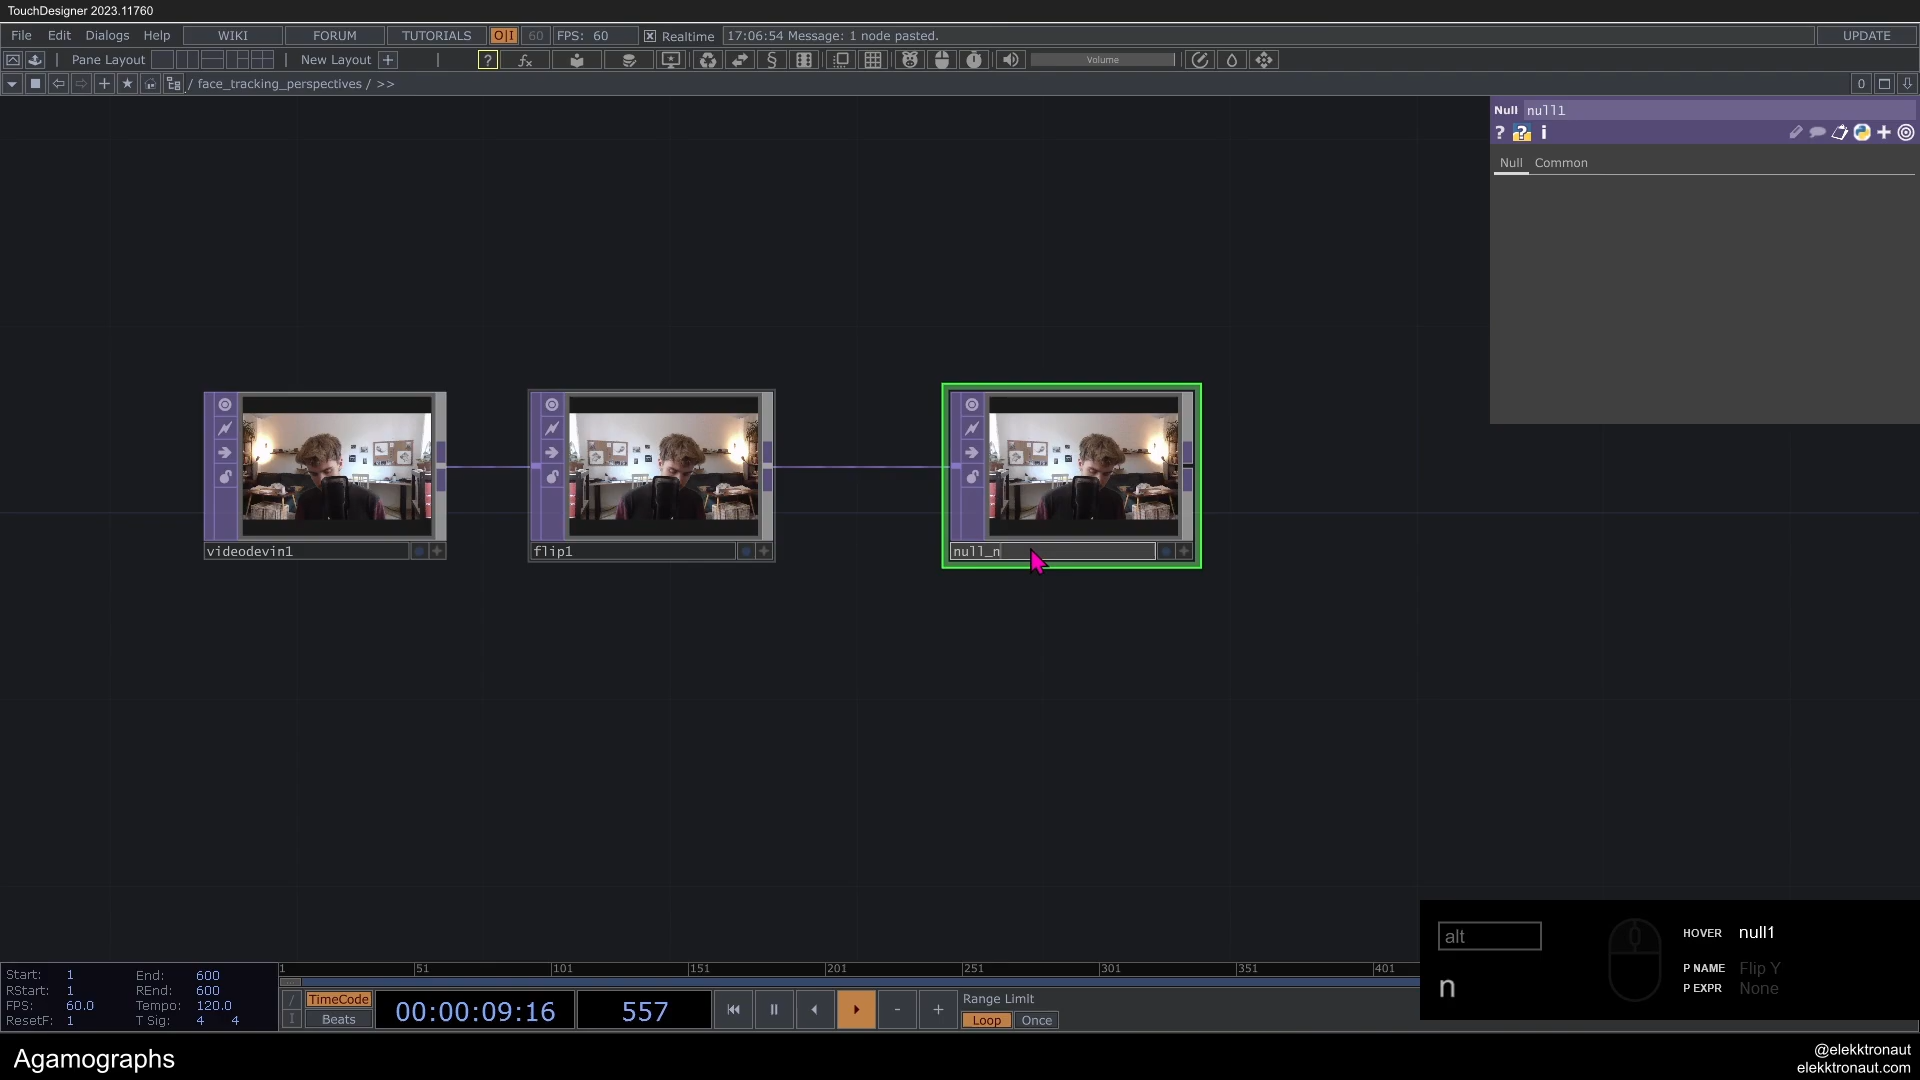 TouchDesigner 2023.11760
File Edit Dialogs Help WIKI FORUM TUTORIALS O|I 60 FPS: 60 Realtime 17:06:54 Message: 1 node pasted. UPDATE
Pane Layout New Layout + ? fx § Volume
/ face_tracking_perspectives / >> 0
Null null1
? ? i
Null Common
videodevin1
flip1
null_n
alt
n
HOVER null1
P NAME Flip Y
P EXPR None
1 51 101 151 201 251 301 351 401
Start: 1 End: 600
RStart: 1 REnd: 600
FPS: 60.0 Tempo: 120.0
ResetF: 1 T Sig: 4 4
/ TimeCode
I Beats
00:00:09:16 557 - +
Range Limit
Loop Once
Agamographs
@elekktronaut
elekktronaut.com